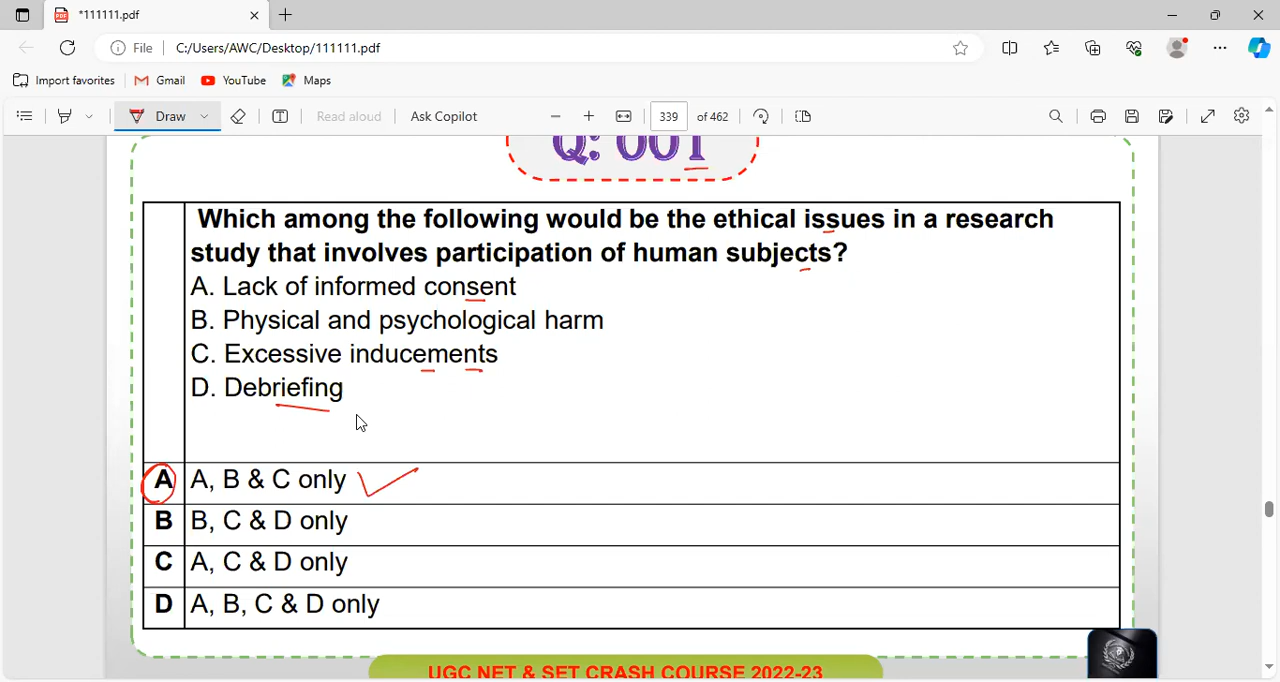 *111111.pdf
File C:/Users/AWC/Desktop/111111.pdf
Import favorites Gmail YouTube Maps
Draw Read aloud Ask Copilot 339 of 462
Q: 001
Which among the following would be the ethical issues in a research
study that involves participation of human subjects?
A. Lack of informed consent
B. Physical and psychological harm
C. Excessive inducements
D. Debriefing
A A, B & C only
B B, C & D only
C A, C & D only
D A, B, C & D only
UGC NET & SET CRASH COURSE 2022-23